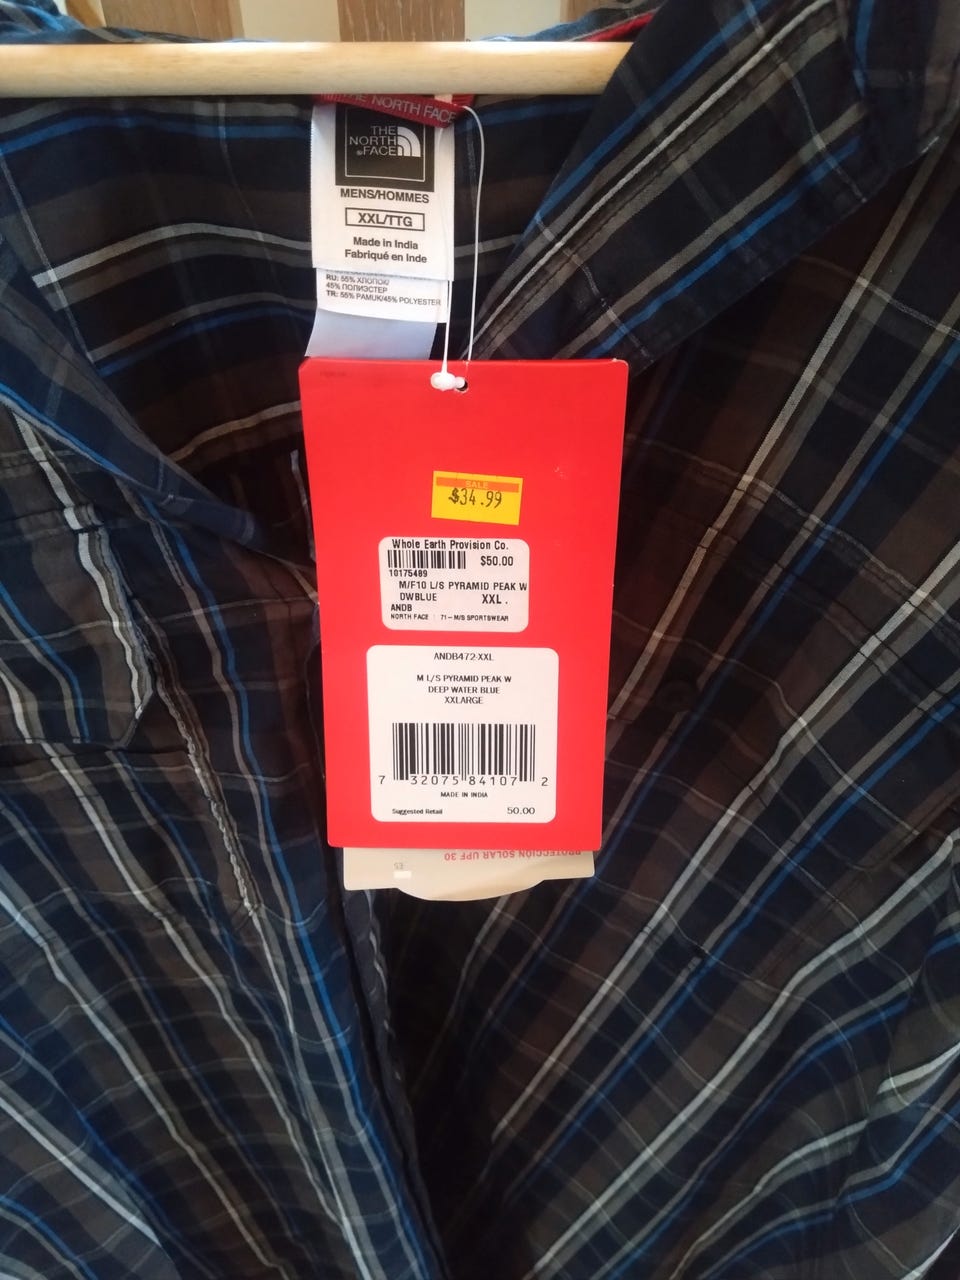 THE NORTH FACE
THE
NORTH
FACE
MENS/HOMMES
XXL/TTG
Made in India
Fabriqué en Inde
RU: 55% ХЛОПОК/
45% ПОЛИЭСТЕР
TR: 55% PAMUK/45% POLYESTER
SALE
$34.99
Whole Earth Provision Co.
$50.00
10175489
M/F10 L/S PYRAMID PEAK W
DWBLUE XXL.
ANDB
NORTH FACE 71-M/S SPORTSWEAR
ANDB472-XXL
M L/S PYRAMID PEAK W
DEEP WATER BLUE
XXLARGE
7 32075 84107 2
MADE IN INDIA
Suggested Retail 50.00
PROTECCIÓN SOLAR UPF 30
ES